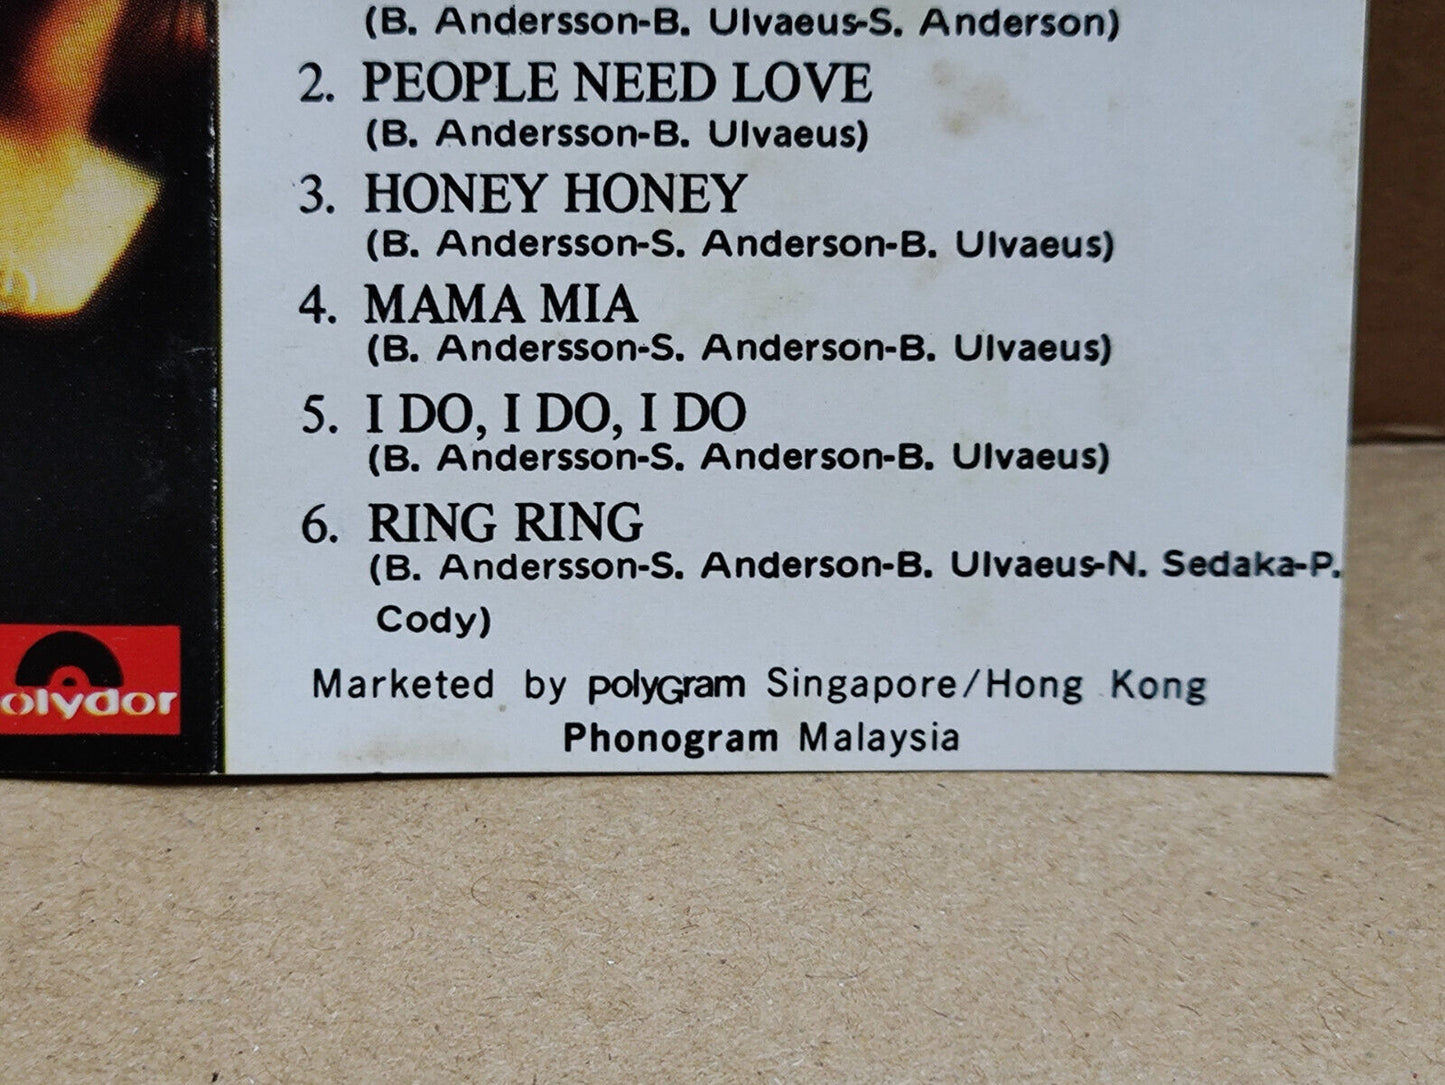 (B. Andersson-B. Ulvaeus-S. Anderson)
2. PEOPLE NEED LOVE
(B. Andersson-B. Ulvaeus)
3. HONEY HONEY
(B. Andersson-S. Anderson-B. Ulvaeus)
4. MAMA MIA
(B. Andersson-S. Anderson-B. Ulvaeus)
5. I DO, I DO, I DO
(B. Andersson-S. Anderson-B. Ulvaeus)
6. RING RING
(B. Andersson-S. Anderson-B. Ulvaeus-N. Sedaka-P.
Cody)
olydor
Marketed by polyGram Singapore/Hong Kong
Phonogram Malaysia